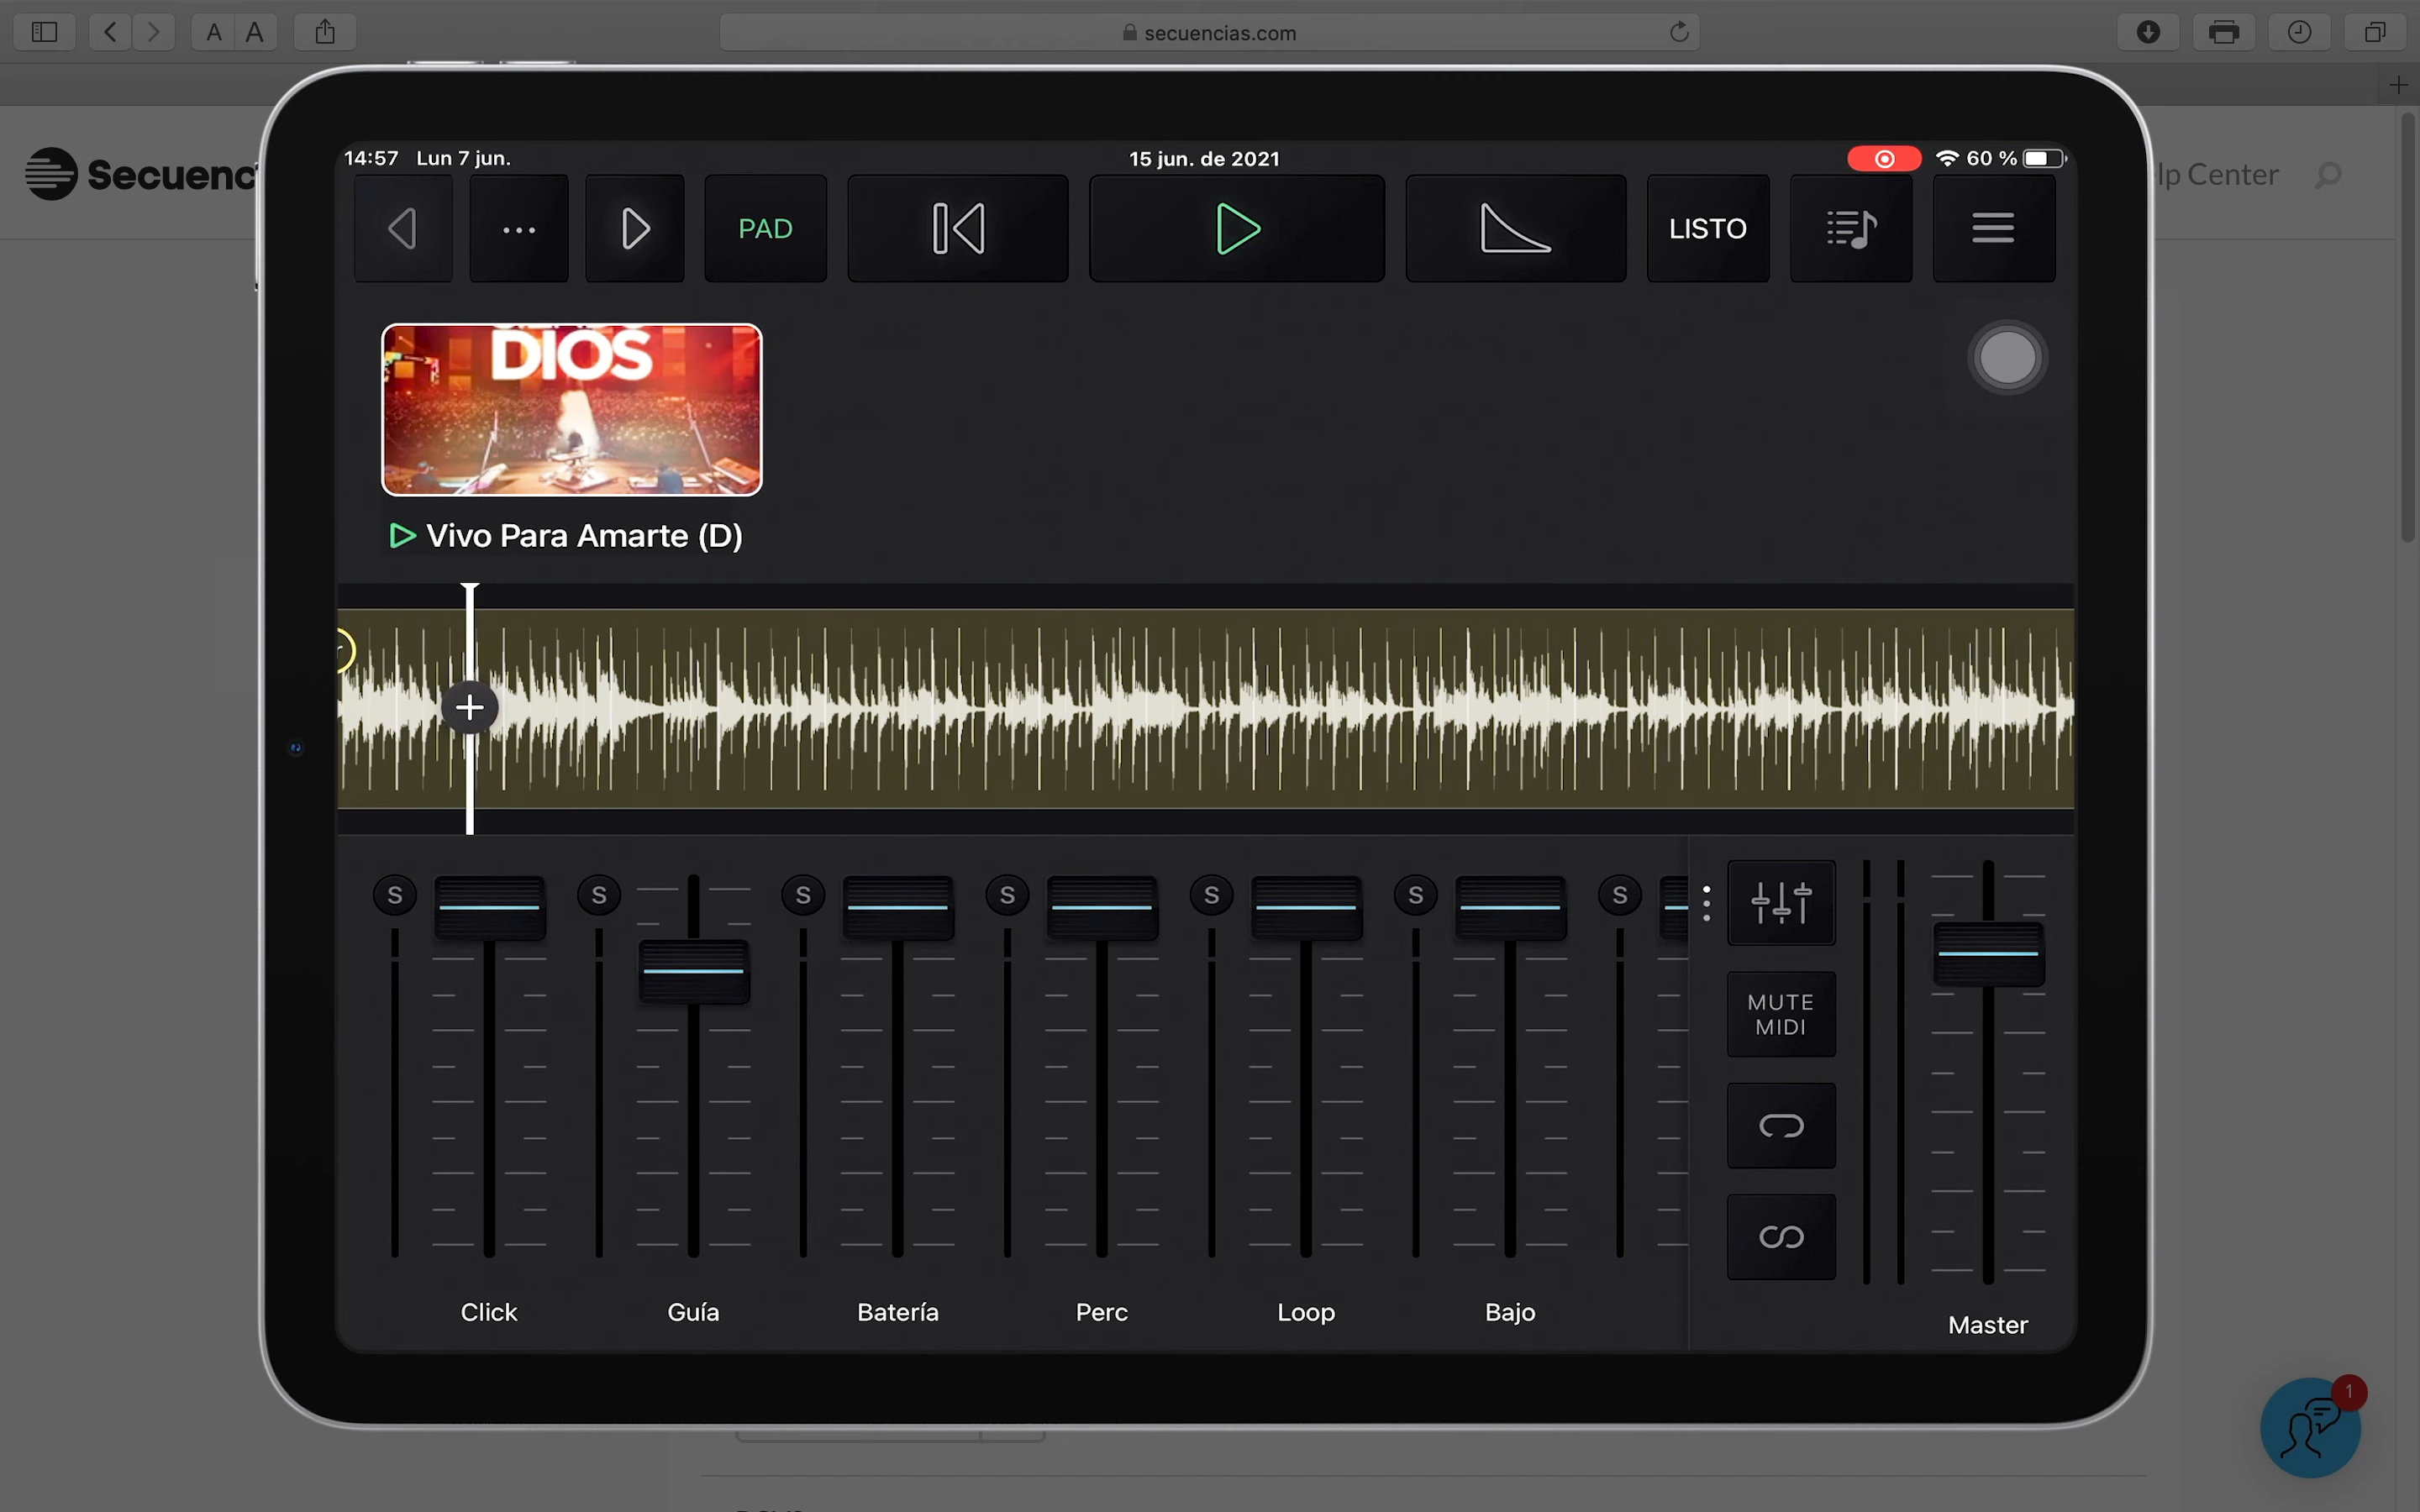 A A
secuencias.com
Secuenc
lp Center
14:57 Lun 7 jun.
15 jun. de 2021
60 %
...
PAD
LISTO
DIOS
Vivo Para Amarte (D)
S
S
S
S
S
S
S
MUTE
MIDI
Click
Guía
Batería
Perc
Loop
Bajo
Master
1